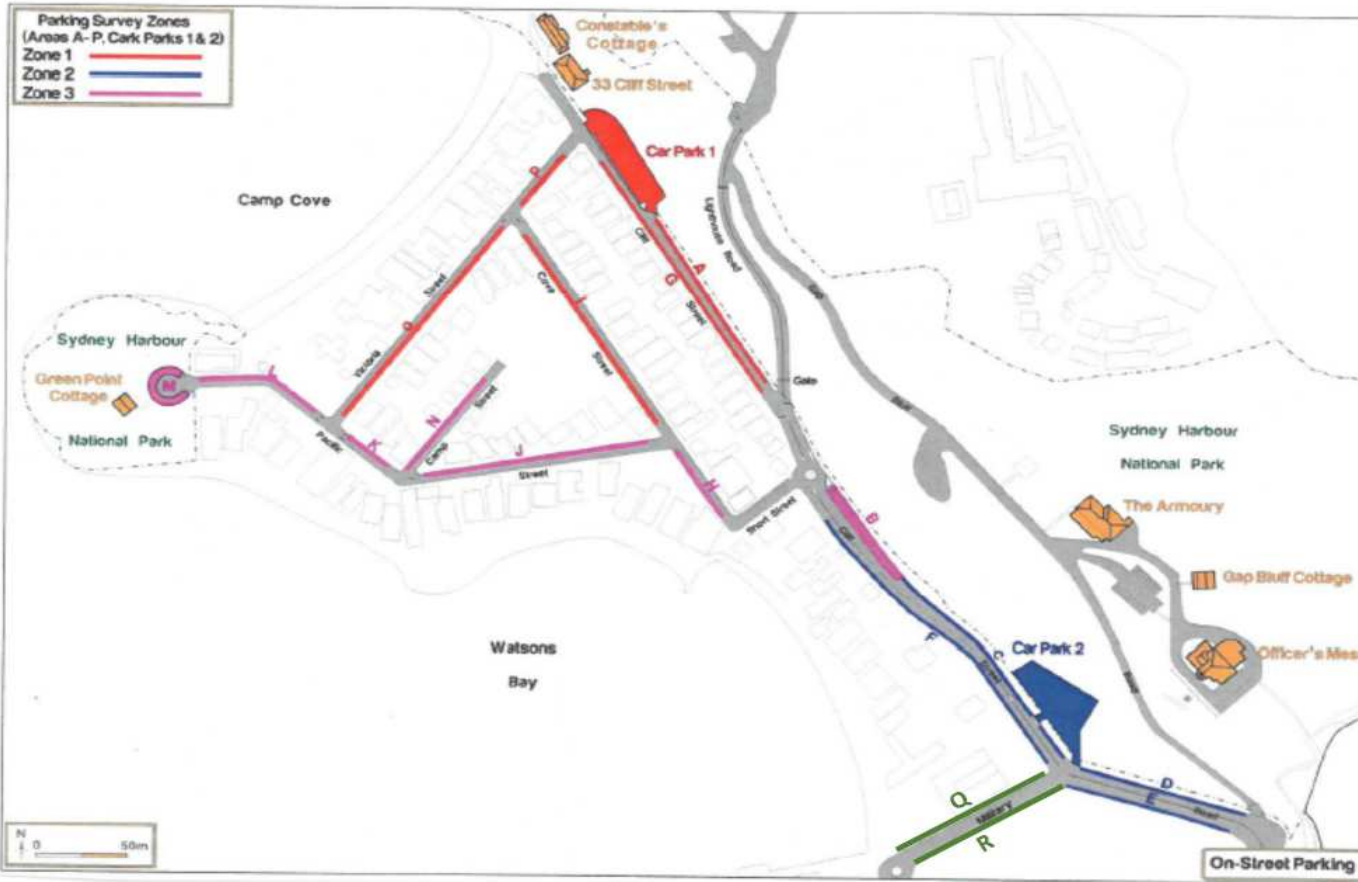 Parking Survey Zones
(Areas A-P, Cark Parks 1 & 2)
Zone 1
Zone 2
Zone 3
Constable's
Cottage
33 Cliff Street
Car Park 1
Camp Cove
P
Lighthouse Road
Cliff
A
G
Street
Street
Cove
I
Gap
Sydney Harbour
Victoria
Street
M
L
Green Point
Cottage
Gate
Bluff
Street
N
National Park
Pacific
K
Camp
J
Street
Sydney Harbour
National Park
H
Short Street
B
The Armoury
Cliff
Gap Bluff Cottage
Watsons
Bay
F
C
Street
Car Park 2
Officer's Mes
Road
D
E
Road
Q
Military
R
N
0 50m
On-Street Parking